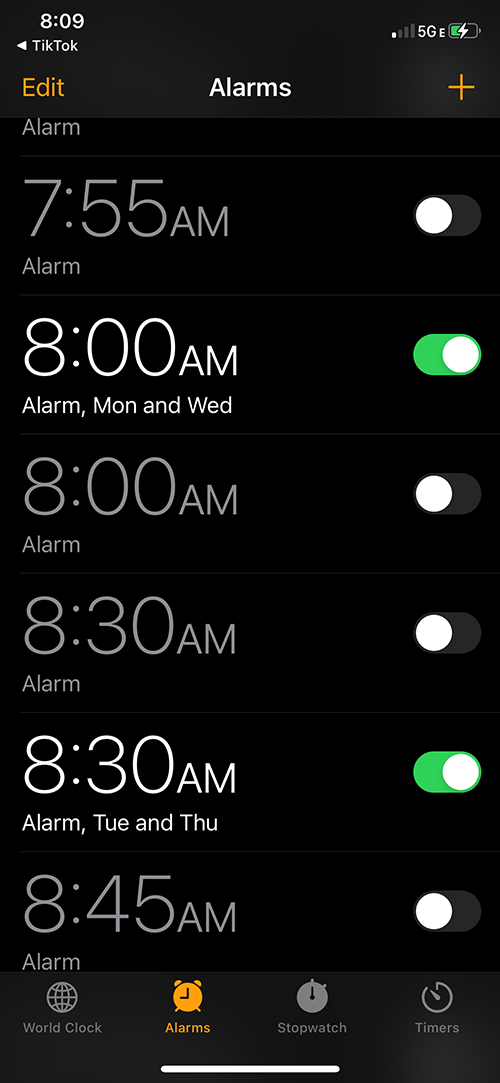 8:09
◀ TikTok
5G E
Edit
Alarms
Alarm
7:55AM
Alarm
8:00AM
Alarm, Mon and Wed
8:00AM
Alarm
8:30AM
Alarm
8:30AM
Alarm, Tue and Thu
8:45AM
Alarm
World Clock
Alarms
Stopwatch
Timers